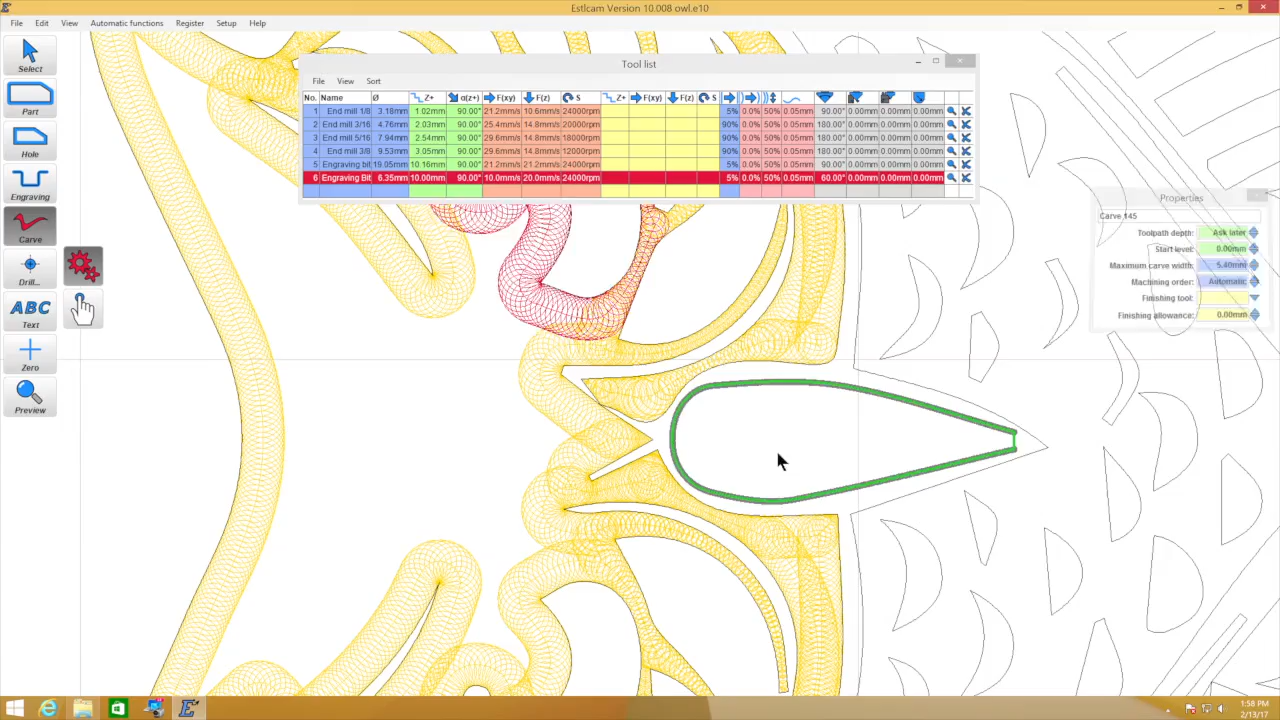 Estlcam Version 10.008 owl.e10
File Edit View Automatic functions Register Setup Help
Select
Part
Hole
Engraving
Carve
Drill...
ABC
Text
Zero
Preview
Tool list
File View Sort
No. Name Ø Z+ α(z+) F(xy) F(z) S Z+ F(xy) F(z) S
1 End mill 1/8 3.18mm 1.02mm 90.00° 21.2mm/s 10.6mm/s 24000rpm 5% 0.0% 50% 0.05mm 90.00° 0.00mm 0.00mm 0.00mm
2 End mill 3/16 4.76mm 2.03mm 90.00° 25.4mm/s 14.8mm/s 20000rpm 90% 0.0% 50% 0.05mm 180.00° 0.00mm 0.00mm 0.00mm
3 End mill 5/16 7.94mm 2.54mm 90.00° 29.6mm/s 14.8mm/s 18000rpm 90% 0.0% 50% 0.05mm 180.00° 0.00mm 0.00mm 0.00mm
4 End mill 3/8 9.53mm 3.05mm 90.00° 29.6mm/s 14.8mm/s 12000rpm 90% 0.0% 50% 0.05mm 180.00° 0.00mm 0.00mm 0.00mm
5 Engraving bit 19.05mm 10.16mm 90.00° 21.2mm/s 21.2mm/s 24000rpm 5% 0.0% 50% 0.05mm 90.00° 0.00mm 0.00mm 0.00mm
6 Engraving Bit 6.35mm 10.00mm 90.00° 10.0mm/s 20.0mm/s 24000rpm 5% 0.0% 50% 0.05mm 60.00° 0.00mm 0.00mm 0.00mm
Properties
Carve 145
Toolpath depth: Ask later
Start level: 0.00mm
Maximum carve width: 5.40mm
Machining order: Automatic
Finishing tool:
Finishing allowance: 0.00mm
1:58 PM
2/13/17